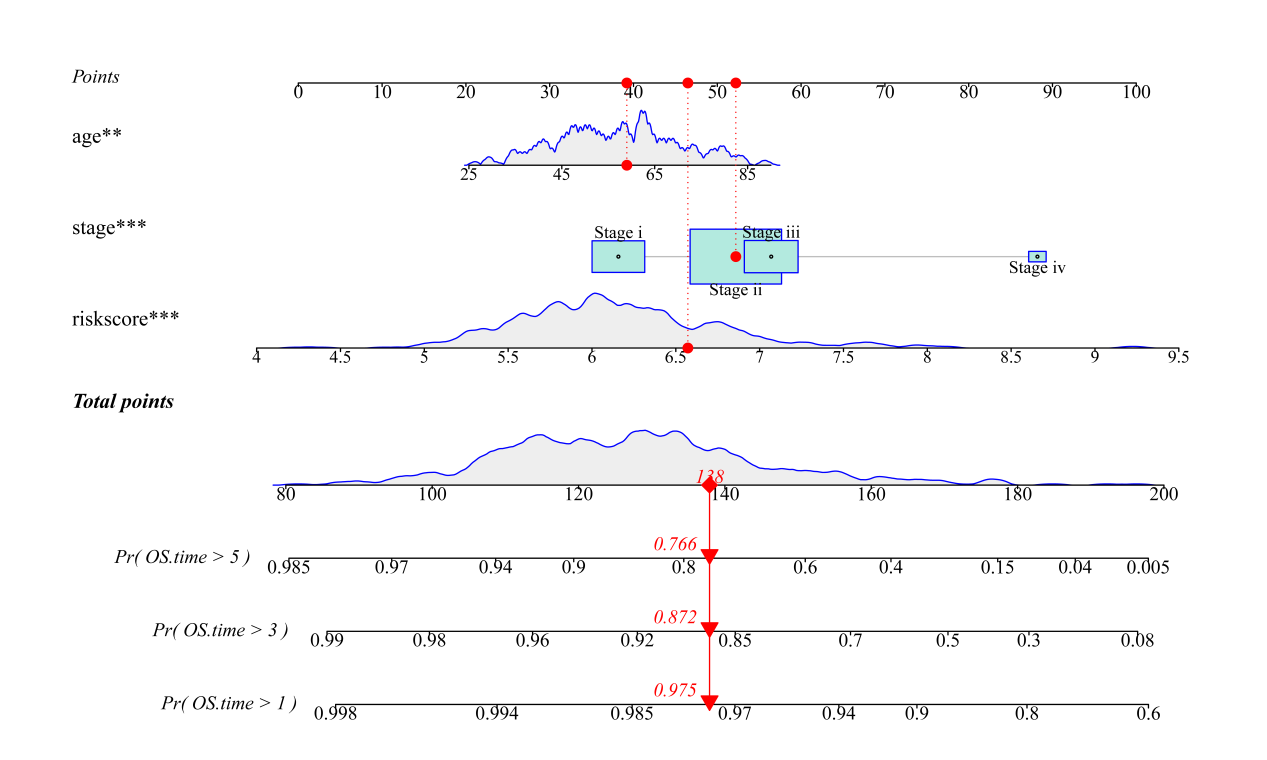 Points
0 10 20 30 40 50 60 70 80 90 100
age**
25 45 65 85
stage***
Stage i Stage iii
Stage iv
Stage ii
riskscore***
4 4.5 5 5.5 6 6.5 7 7.5 8 8.5 9 9.5
Total points
138
80 100 120 140 160 180 200
0.766
Pr( OS.time > 5 )
0.985 0.97 0.94 0.9 0.8 0.6 0.4 0.15 0.04 0.005
0.872
Pr( OS.time > 3 )
0.99 0.98 0.96 0.92 0.85 0.7 0.5 0.3 0.08
0.975
Pr( OS.time > 1 )
0.998 0.994 0.985 0.97 0.94 0.9 0.8 0.6